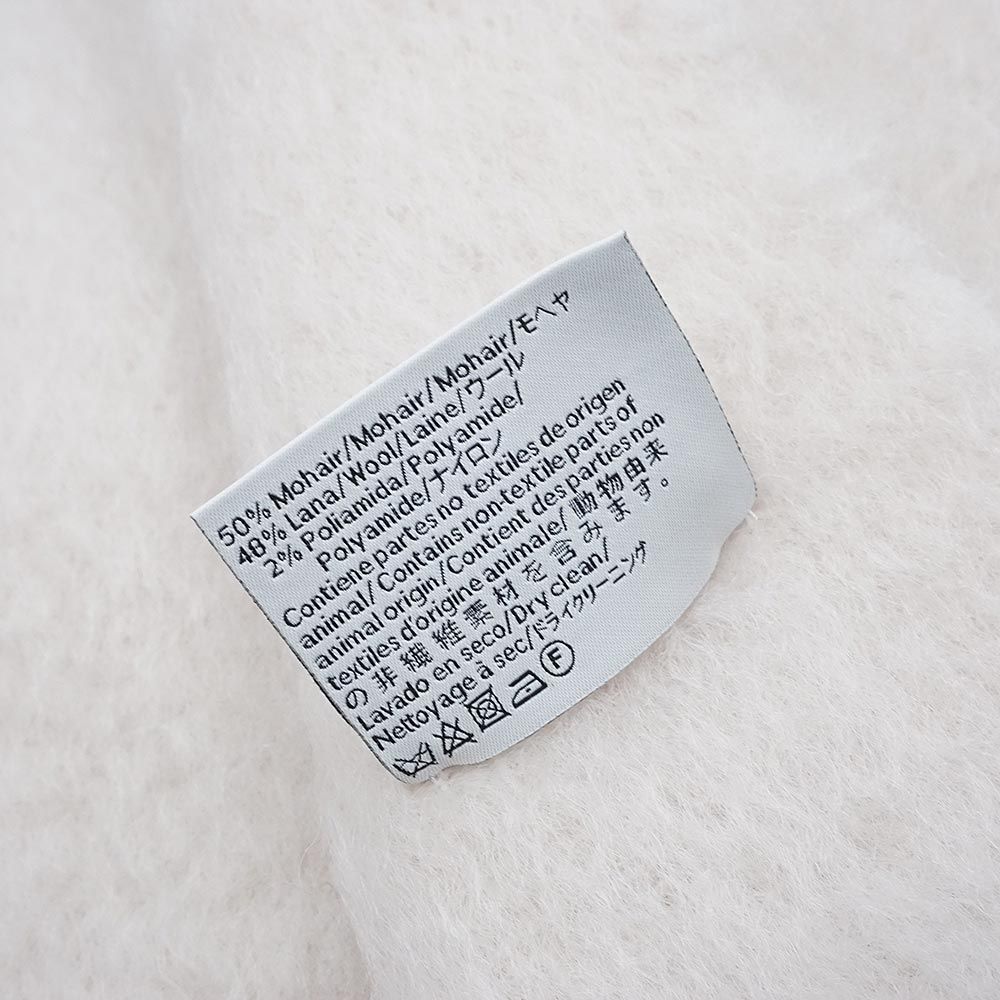 50% Mohair/Mohair/Mohair/モヘヤ
48% Lana/Wool/Laine/ウール
2% Poliamida/Polyamide/
Polyamide/ナイロン
Contiene partes no textiles de origen
animal/Contains non-textile parts of
animal origin/Contient des parties non
textiles d'origine animale/動物由来
の非繊維素材を含みます。
Lavado en seco/Dry clean/
Nettoyage à sec/ドライクリーニング
F